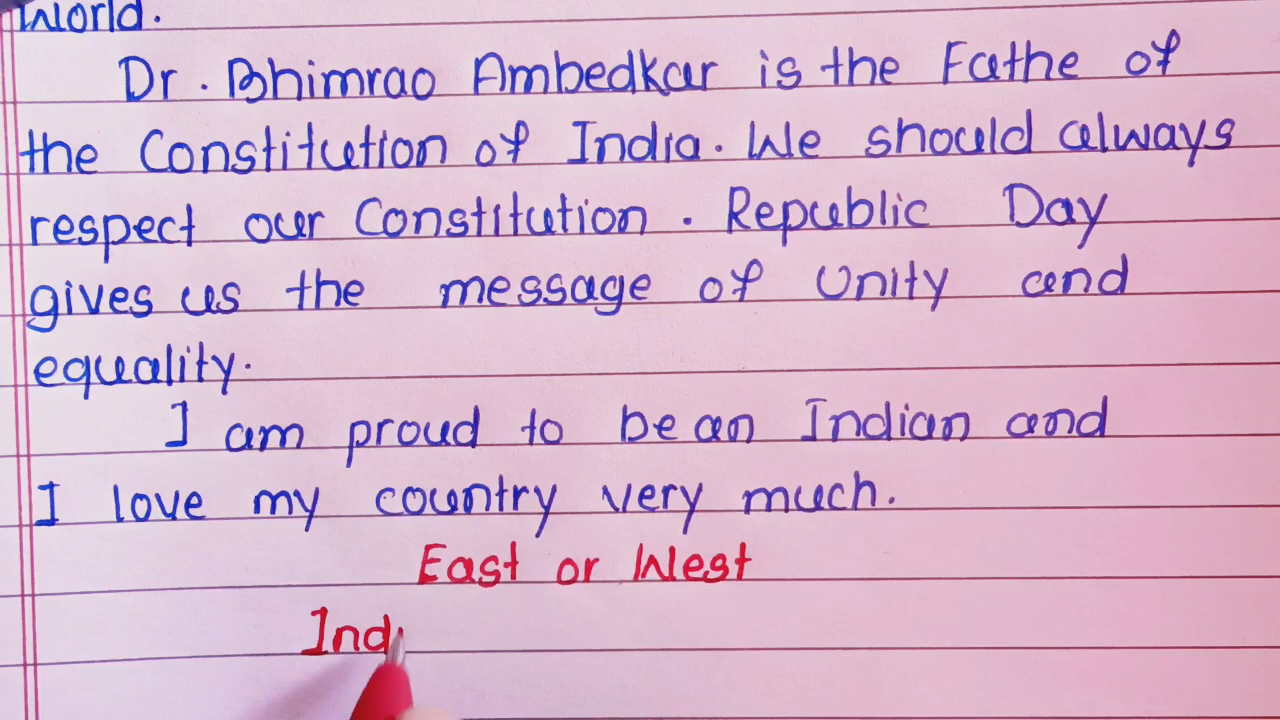 World.
Dr. Bhimrao Ambedkar is the Fathe of
the Constitution of India. We should always
respect our Constitution. Republic Day
gives us the message of Unity and
equality.
I am proud to be an Indian and
I love my country very much.
East or West
Ind